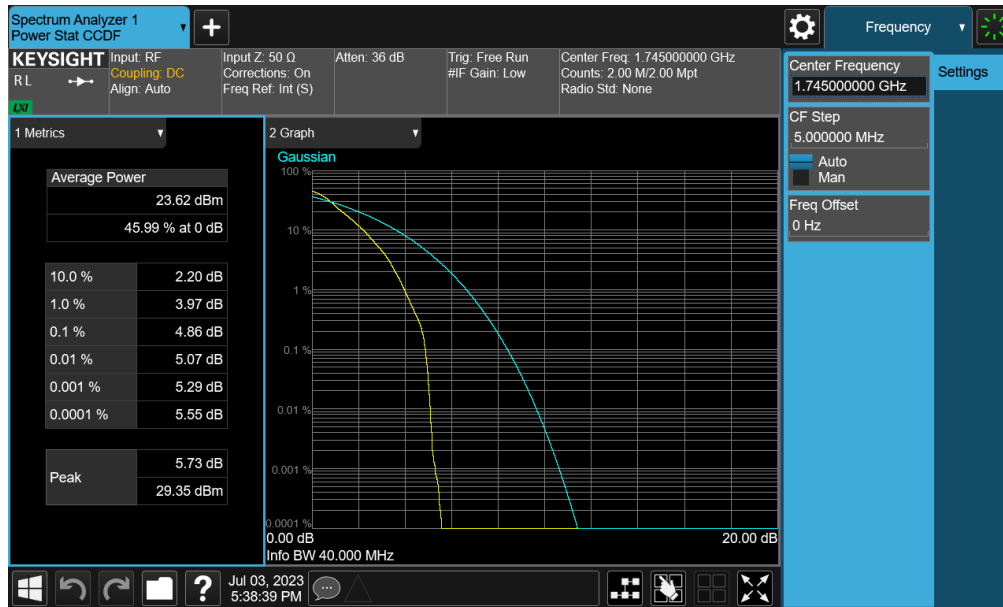 Spectrum Analyzer 1
Power Stat CCDF
+
Frequency
KEYSIGHT
R L
LXI
Input: RF
Coupling: DC
Align: Auto
Input Z: 50 Ω
Corrections: On
Freq Ref: Int (S)
Atten: 36 dB
Trig: Free Run
#IF Gain: Low
Center Freq: 1.745000000 GHz
Counts: 2.00 M/2.00 Mpt
Radio Std: None
Center Frequency
1.745000000 GHz
Settings
CF Step
5.000000 MHz
Auto
Man
Freq Offset
0 Hz
1 Metrics
Average Power
23.62 dBm
45.99 % at 0 dB
10.0 % 2.20 dB
1.0 % 3.97 dB
0.1 % 4.86 dB
0.01 % 5.07 dB
0.001 % 5.29 dB
0.0001 % 5.55 dB
Peak
5.73 dB
29.35 dBm
2 Graph
Gaussian
100 %
10 %
1 %
0.1 %
0.01 %
0.001 %
0.0001 %
0.00 dB 20.00 dB
Info BW 40.000 MHz
?
Jul 03, 2023
5:38:39 PM